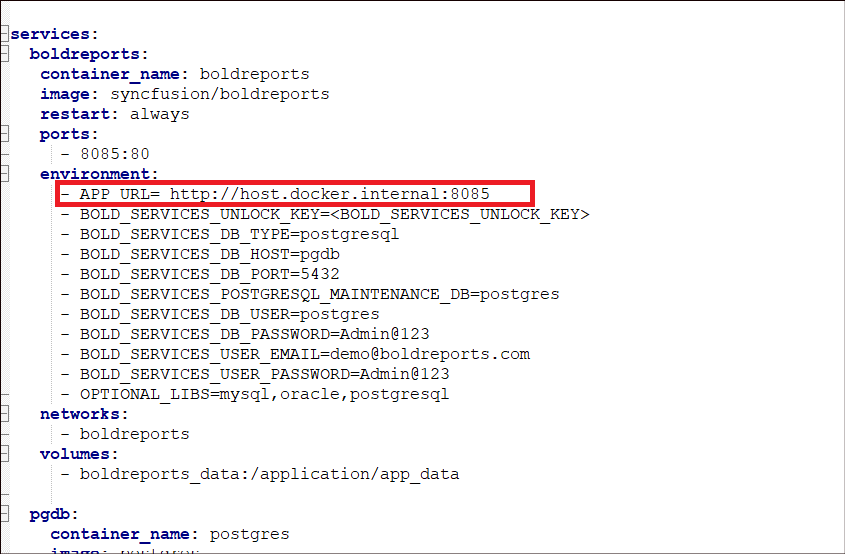 services:
boldreports:
container_name: boldreports
image: syncfusion/boldreports
restart: always
ports:
- 8085:80
environment:
- APP URL= http://host.docker.internal:8085
- BOLD_SERVICES_UNLOCK_KEY=<BOLD_SERVICES_UNLOCK_KEY>
- BOLD_SERVICES_DB_TYPE=postgresql
- BOLD_SERVICES_DB_HOST=pgdb
- BOLD_SERVICES_DB_PORT=5432
- BOLD_SERVICES_POSTGRESQL_MAINTENANCE_DB=postgres
- BOLD_SERVICES_DB_USER=postgres
- BOLD_SERVICES_DB_PASSWORD=Admin@123
- BOLD_SERVICES_USER_EMAIL=demo@boldreports.com
- BOLD_SERVICES_USER_PASSWORD=Admin@123
- OPTIONAL_LIBS=mysql,oracle,postgresql
networks:
- boldreports
volumes:
- boldreports_data:/application/app_data
pgdb:
container_name: postgres
image: